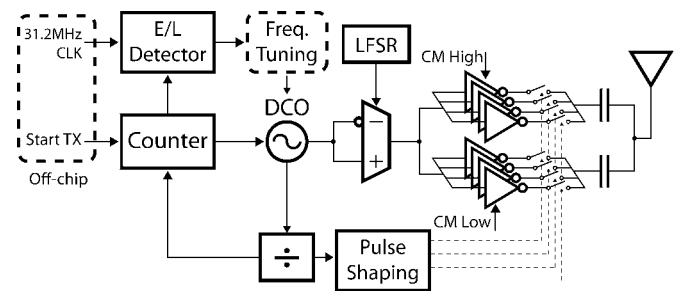 31.2MHz
CLK
E/L
Detector
Freq.
Tuning
LFSR
CM High
DCO
Start TX
Counter
−
+
Off-chip
CM Low
÷
Pulse
Shaping